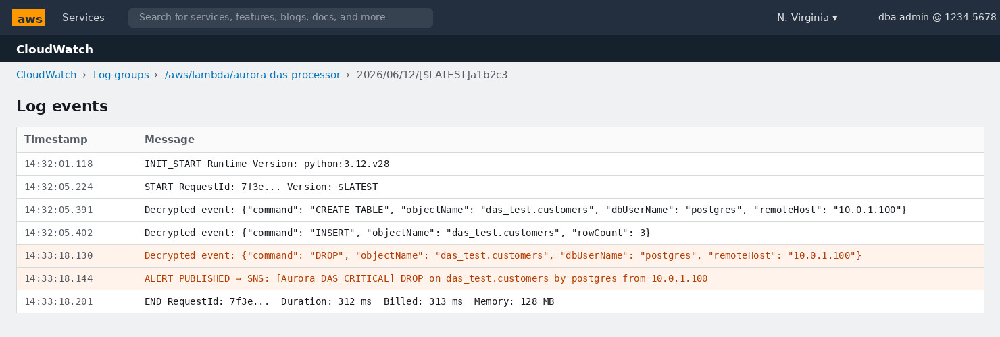 aws Services Search for services, features, blogs, docs, and more N. Virginia ▾ dba-admin @ 1234-5678-
CloudWatch
CloudWatch › Log groups › /aws/lambda/aurora-das-processor › 2026/06/12/[$LATEST]a1b2c3
Log events
Timestamp Message
14:32:01.118 INIT_START Runtime Version: python:3.12.v28
14:32:05.224 START RequestId: 7f3e... Version: $LATEST
14:32:05.391 Decrypted event: {"command": "CREATE TABLE", "objectName": "das_test.customers", "dbUserName": "postgres", "remoteHost": "10.0.1.100"}
14:32:05.402 Decrypted event: {"command": "INSERT", "objectName": "das_test.customers", "rowCount": 3}
14:33:18.130 Decrypted event: {"command": "DROP", "objectName": "das_test.customers", "dbUserName": "postgres", "remoteHost": "10.0.1.100"}
14:33:18.144 ALERT PUBLISHED → SNS: [Aurora DAS CRITICAL] DROP on das_test.customers by postgres from 10.0.1.100
14:33:18.201 END RequestId: 7f3e... Duration: 312 ms Billed: 313 ms Memory: 128 MB